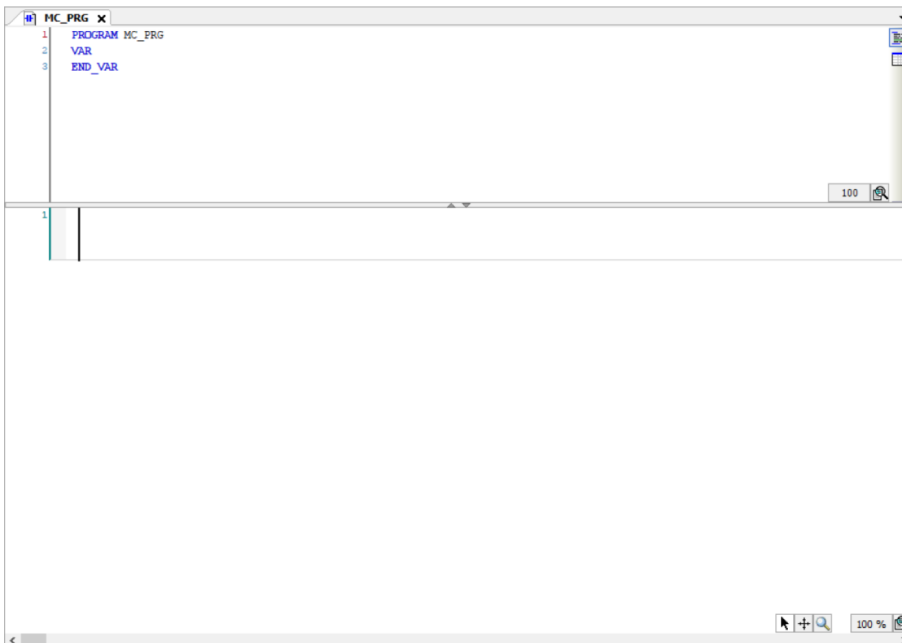 MC_PRG
1 PROGRAM MC_PRG
2 VAR
3 END_VAR
100
1
100 %